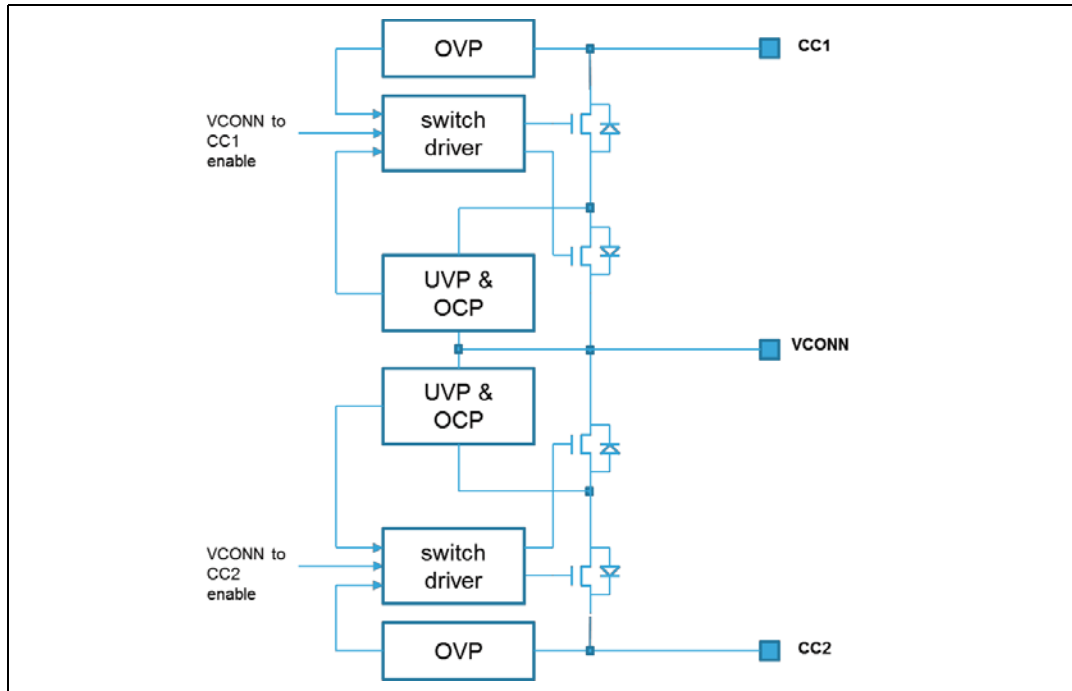 OVP
CC1
VCONN to
CC1
enable
switch
driver
UVP &
OCP
VCONN
UVP &
OCP
VCONN to
CC2
enable
switch
driver
OVP
CC2